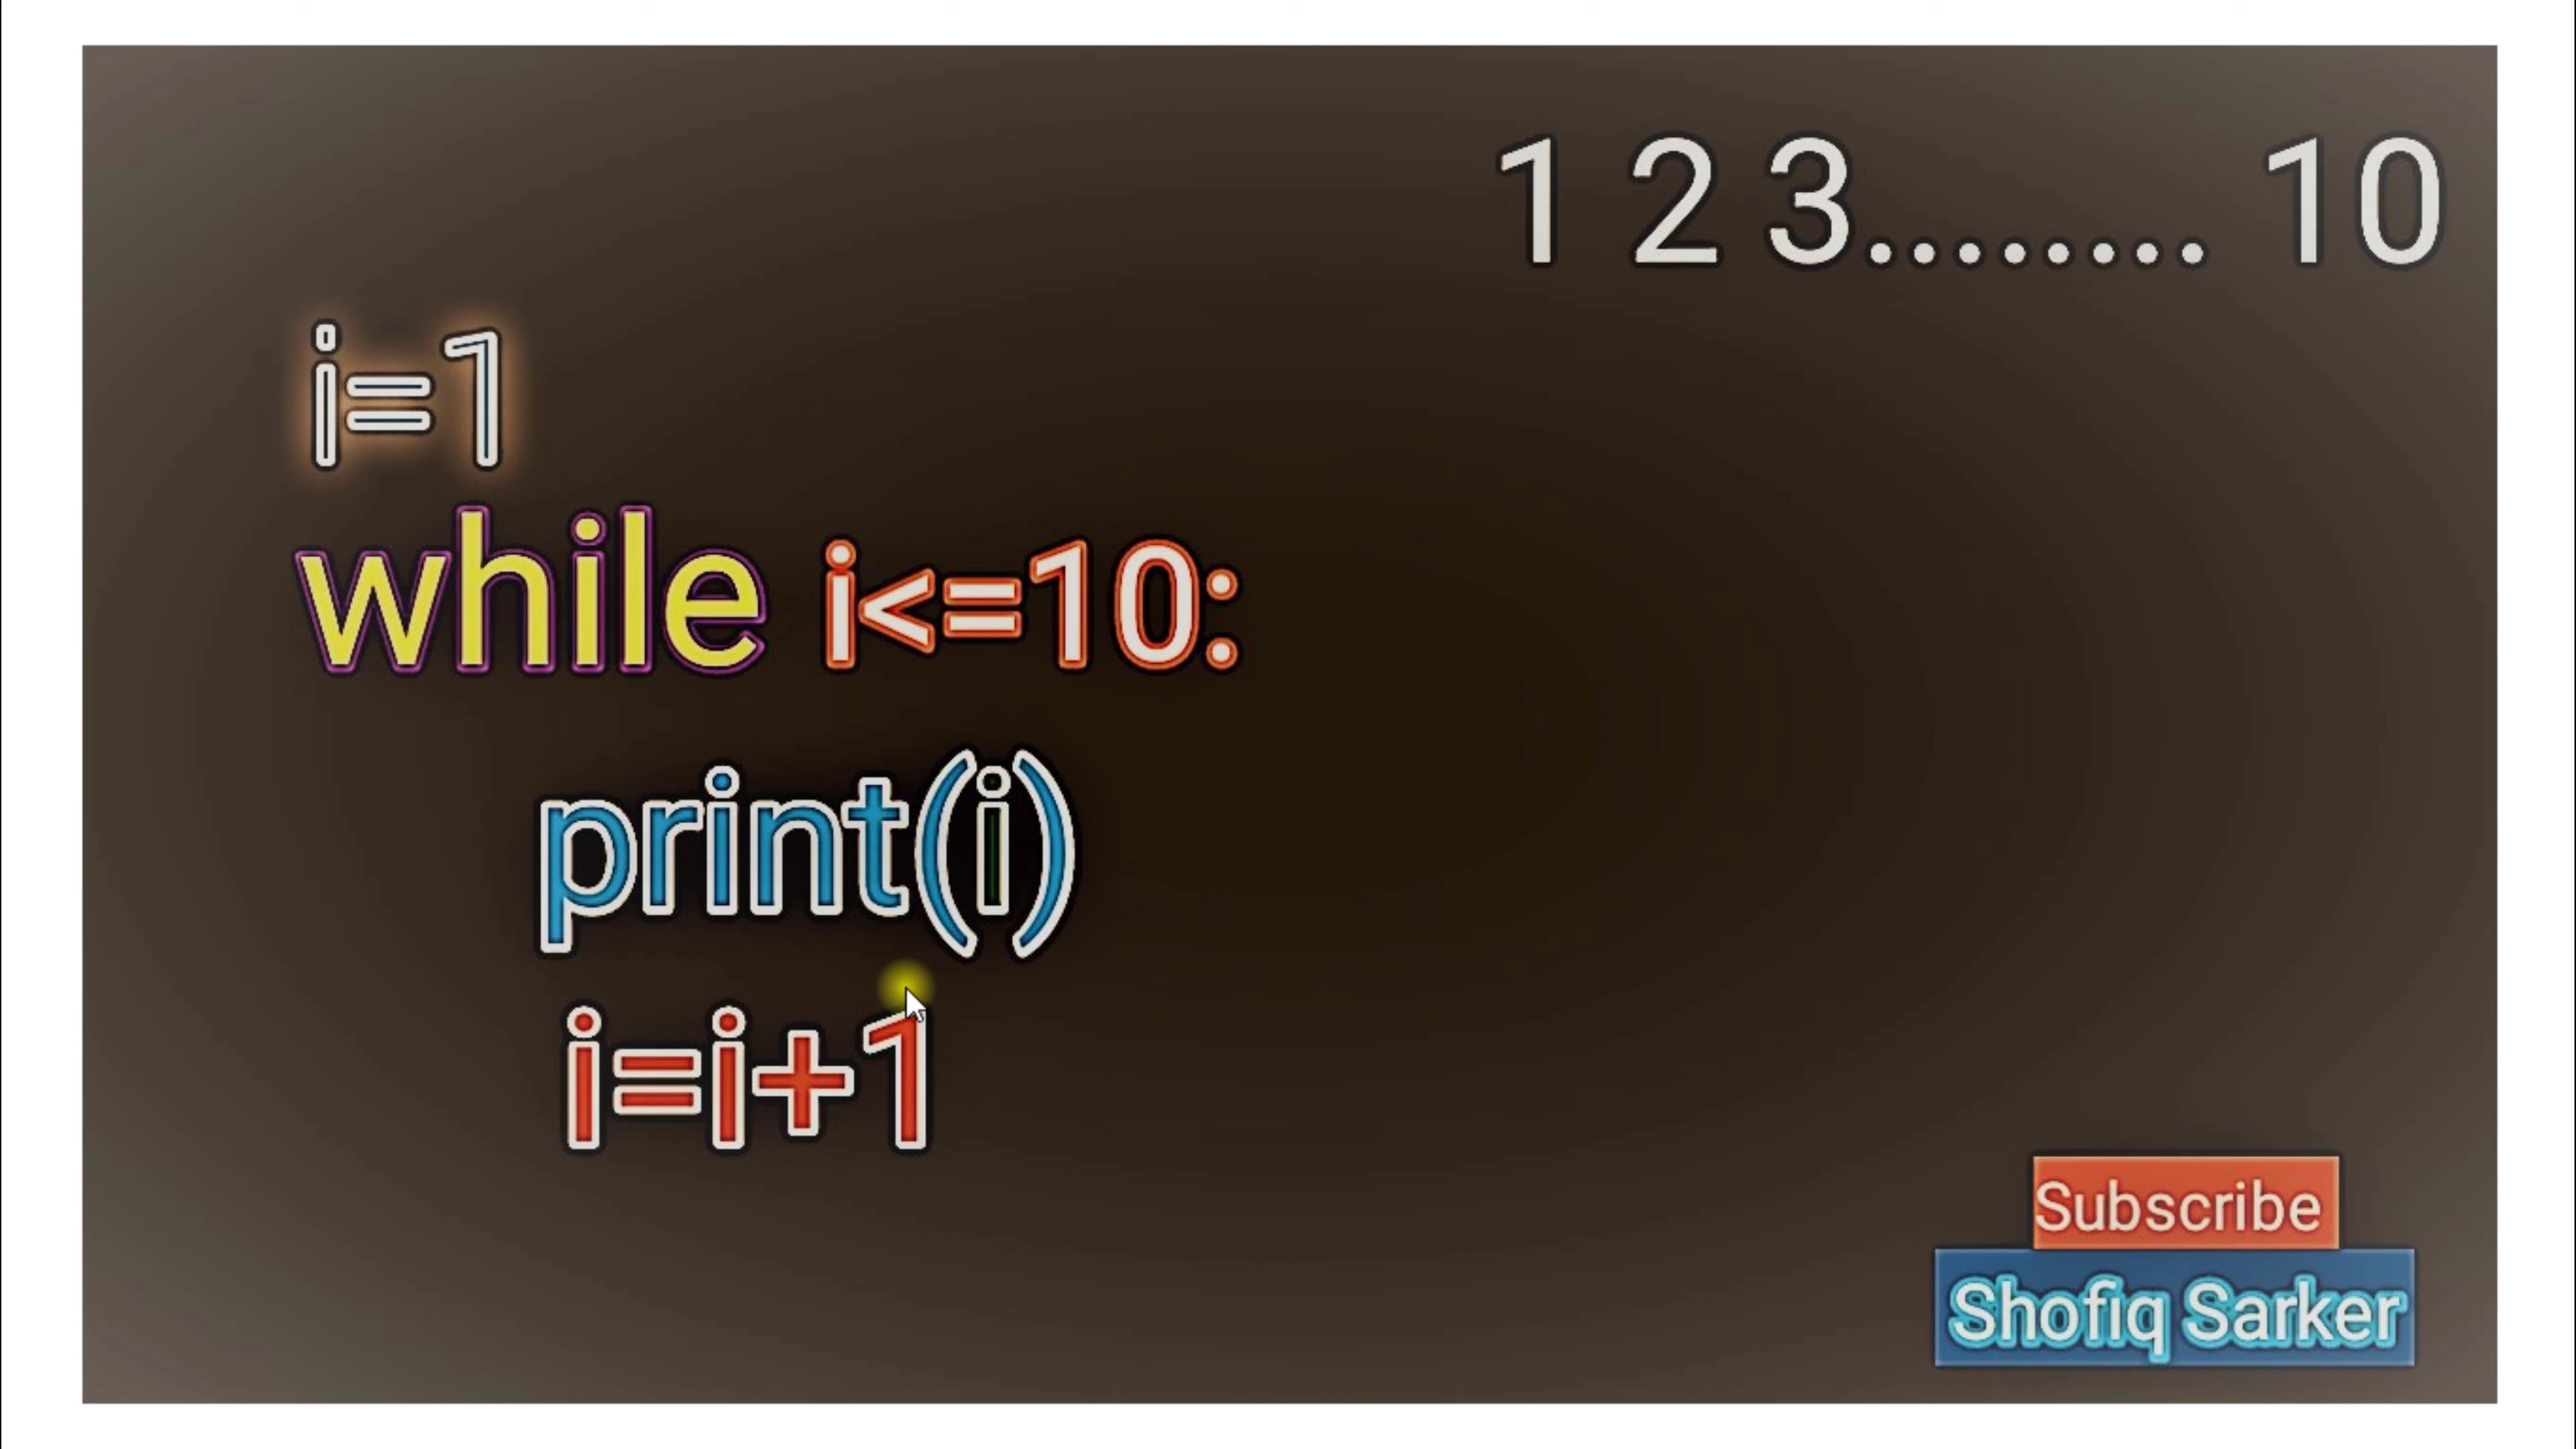 1 2 3........ 10
i=1
while i<=10:
print(i)
i=i+1
Subscribe
Shofiq Sarker